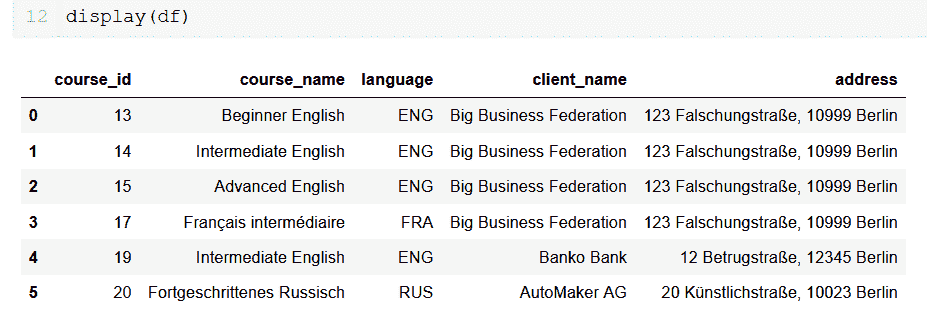 12 display(df)
course_id course_name language client_name address
0 13 Beginner English ENG Big Business Federation 123 Falschungstraße, 10999 Berlin
1 14 Intermediate English ENG Big Business Federation 123 Falschungstraße, 10999 Berlin
2 15 Advanced English ENG Big Business Federation 123 Falschungstraße, 10999 Berlin
3 17 Français intermédiaire FRA Big Business Federation 123 Falschungstraße, 10999 Berlin
4 19 Intermediate English ENG Banko Bank 12 Betrugstraße, 12345 Berlin
5 20 Fortgeschrittenes Russisch RUS AutoMaker AG 20 Künstlichstraße, 10023 Berlin